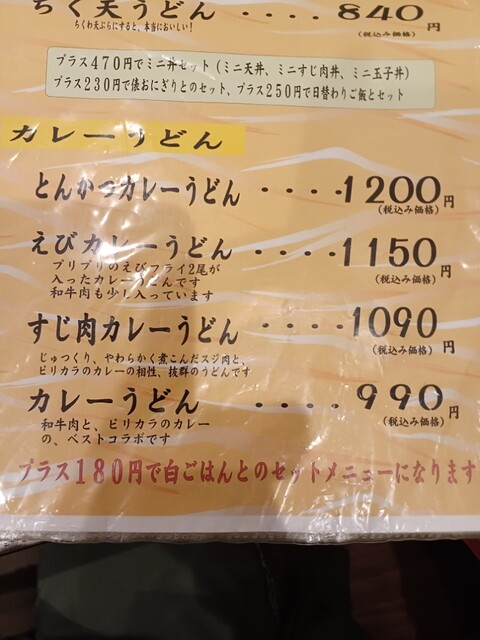 ちく天うどん ････ 840円
ちくわ天ぷらにすると、本当においしい！
(税込み価格)
プラス470円でミニ丼セット（ミニ天丼、ミニすじ肉丼、ミニ玉子丼）
プラス230円で俵おにぎりとのセット、プラス250円で日替わりご飯とセット
カレーうどん
とんかつカレーうどん ････1200円
(税込み価格)
えびカレーうどん ････1150円
(税込み価格)
プリプリのえびフライ2尾が
入ったカレーうどんです
和牛肉も少し入っています
すじ肉カレーうどん ････1090円
(税込み価格)
じゅっくり、やわらかく煮こんだスジ肉と、
ピリカラのカレーの相性、抜群のうどんです
カレーうどん ････990円
(税込み価格)
和牛肉と、ピリカラのカレー
の、ベストコラボです
プラス180円で白ごはんとのセットメニューになります